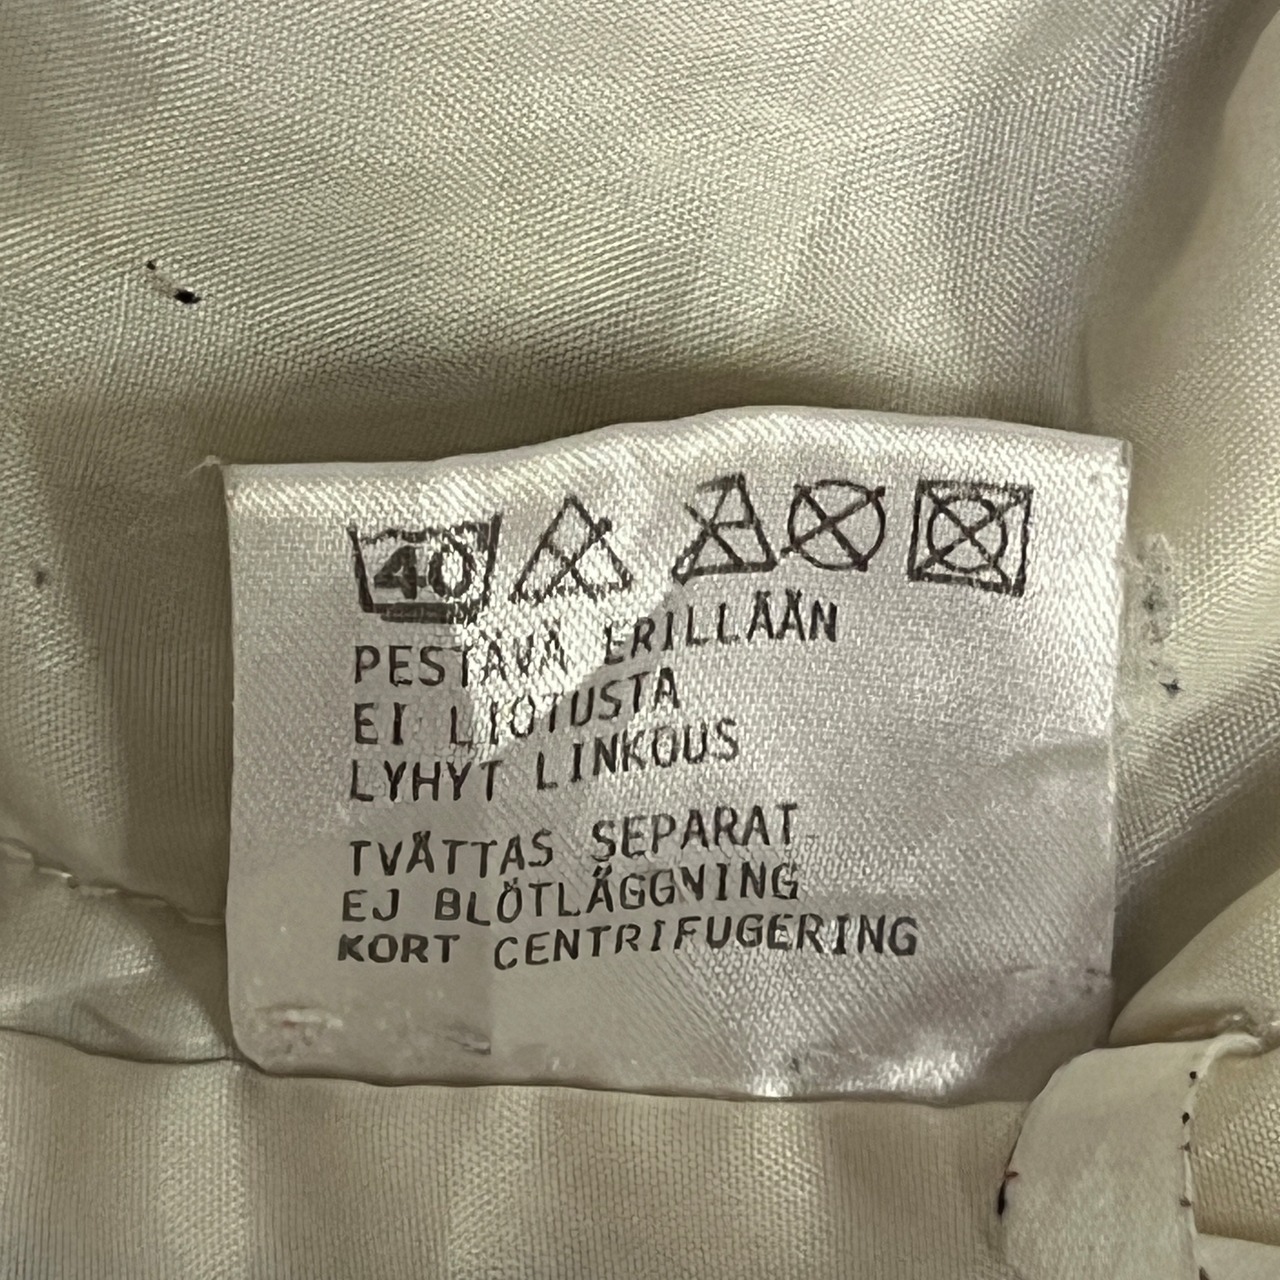 40
PESTÄVÄ ERILLÄÄN
EI LIOTUSTA
LYHYT LINKOUS
TVÄTTAS SEPARAT
EJ BLÖTLÄGGNING
KORT CENTRIFUGERING